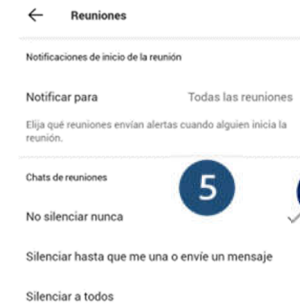 Reuniones
Notificaciones de inicio de la reunión
Notificar para Todas las reuniones
Elija qué reuniones envían alertas cuando alguien inicia la
reunión.
Chats de reuniones
5
No silenciar nunca
Silenciar hasta que me una o envíe un mensaje
Silenciar a todos